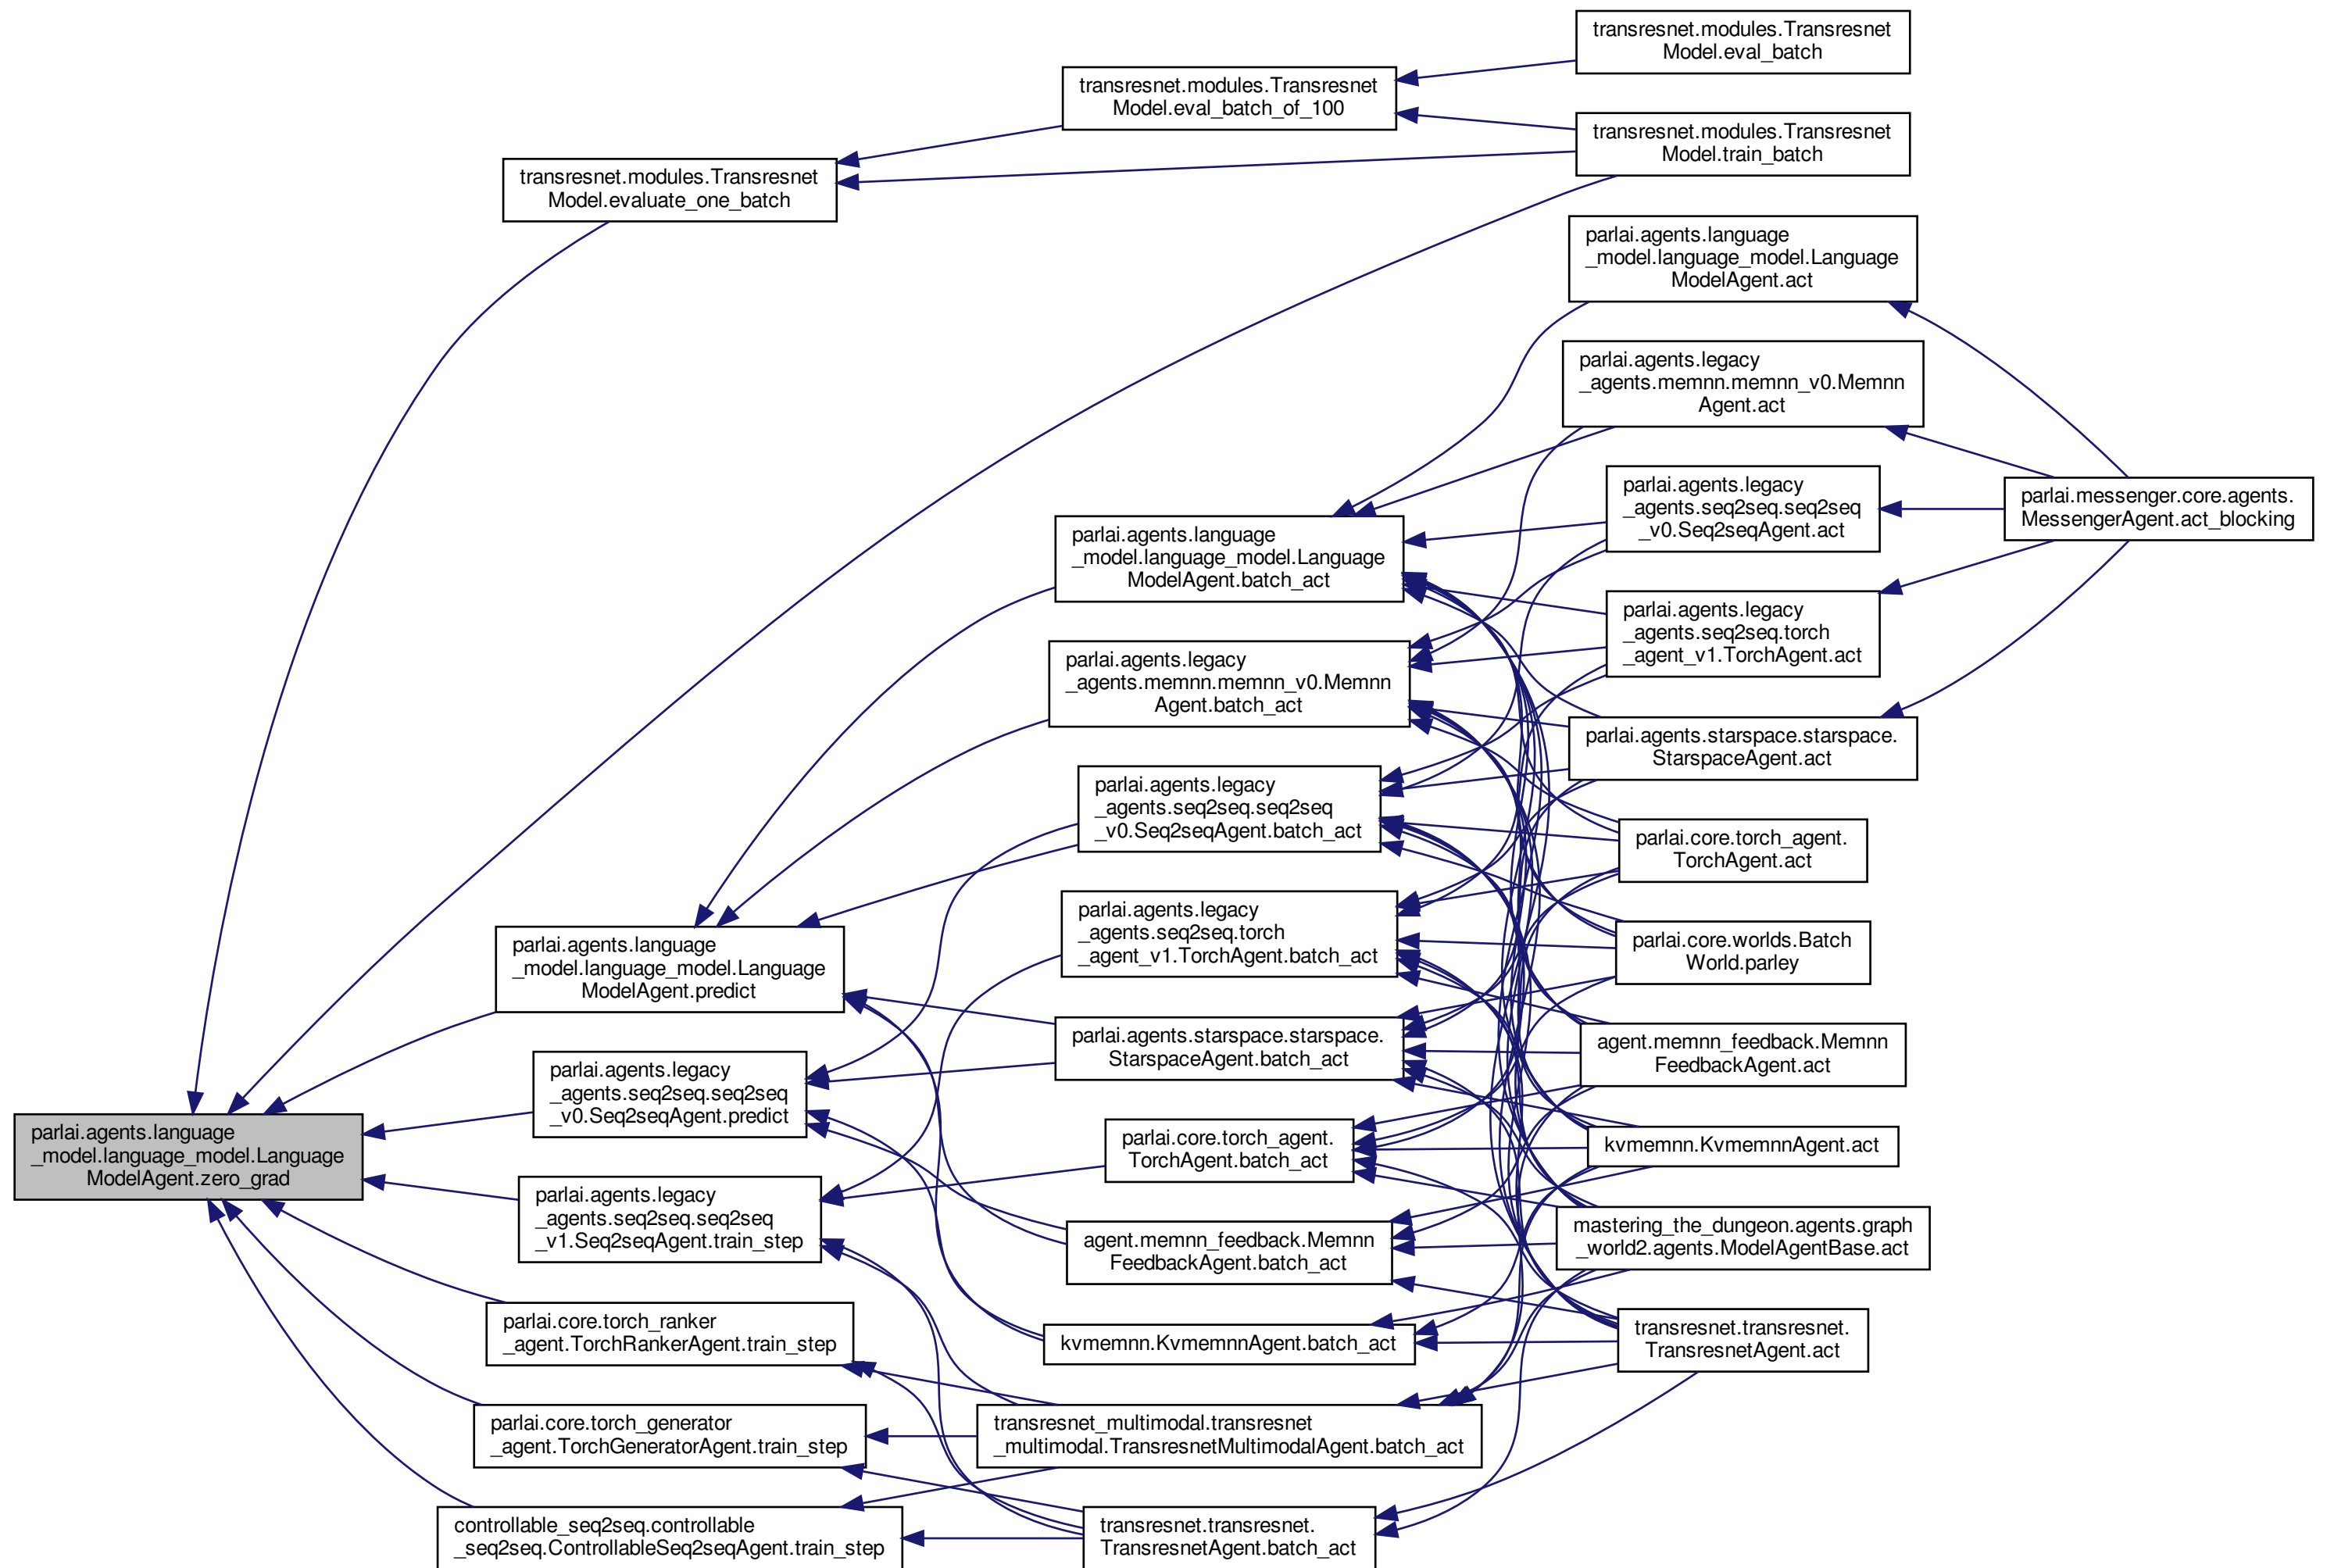 transresnet.modules.Transresnet
Model.eval_batch
transresnet.modules.Transresnet
Model.eval_batch_of_100
transresnet.modules.Transresnet
Model.train_batch
transresnet.modules.Transresnet
Model.evaluate_one_batch
parlai.agents.language
_model.language_model.Language
ModelAgent.act
parlai.agents.legacy
_agents.memnn.memnn_v0.Memnn
Agent.act
parlai.agents.legacy
_agents.seq2seq.seq2seq
_v0.Seq2seqAgent.act
parlai.messenger.core.agents.
MessengerAgent.act_blocking
parlai.agents.language
_model.language_model.Language
ModelAgent.batch_act
parlai.agents.legacy
_agents.seq2seq.torch
_agent_v1.TorchAgent.act
parlai.agents.legacy
_agents.memnn.memnn_v0.Memnn
Agent.batch_act
parlai.agents.starspace.starspace.
StarspaceAgent.act
parlai.agents.legacy
_agents.seq2seq.seq2seq
_v0.Seq2seqAgent.batch_act
parlai.core.torch_agent.
TorchAgent.act
parlai.agents.legacy
_agents.seq2seq.torch
_agent_v1.TorchAgent.batch_act
parlai.core.worlds.Batch
World.parley
parlai.agents.language
_model.language_model.Language
ModelAgent.predict
parlai.agents.starspace.starspace.
StarspaceAgent.batch_act
agent.memnn_feedback.Memnn
FeedbackAgent.act
parlai.agents.legacy
_agents.seq2seq.seq2seq
_v0.Seq2seqAgent.predict
parlai.agents.language
_model.language_model.Language
ModelAgent.zero_grad
parlai.core.torch_agent.
TorchAgent.batch_act
kvmemnn.KvmemnnAgent.act
parlai.agents.legacy
_agents.seq2seq.seq2seq
_v1.Seq2seqAgent.train_step
agent.memnn_feedback.Memnn
FeedbackAgent.batch_act
mastering_the_dungeon.agents.graph
_world2.agents.ModelAgentBase.act
parlai.core.torch_ranker
_agent.TorchRankerAgent.train_step
kvmemnn.KvmemnnAgent.batch_act
transresnet.transresnet.
TransresnetAgent.act
parlai.core.torch_generator
_agent.TorchGeneratorAgent.train_step
transresnet_multimodal.transresnet
_multimodal.TransresnetMultimodalAgent.batch_act
controllable_seq2seq.controllable
_seq2seq.ControllableSeq2seqAgent.train_step
transresnet.transresnet.
TransresnetAgent.batch_act